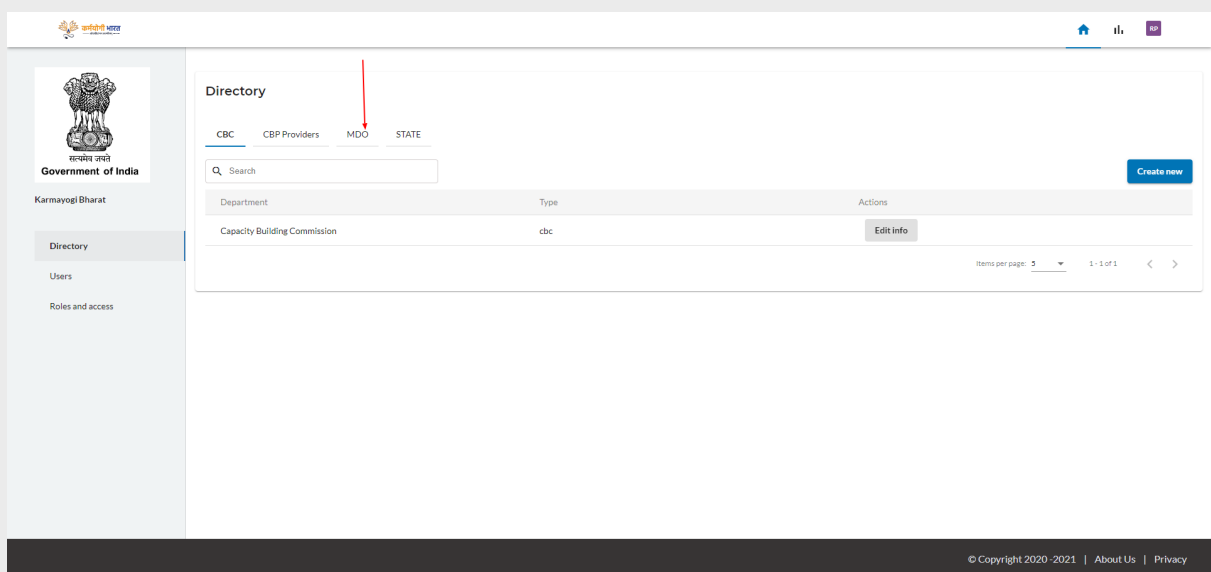 कर्मयोगी भारत
RP
सत्यमेव जयते
Government of India
Karmayogi Bharat
Directory
Users
Roles and access
Directory
CBC CBP Providers MDO STATE
Search
Create new
Department Type Actions
Capacity Building Commission cbc Edit info
Items per page: 5 1 - 1 of 1
© Copyright 2020 -2021 | About Us | Privacy